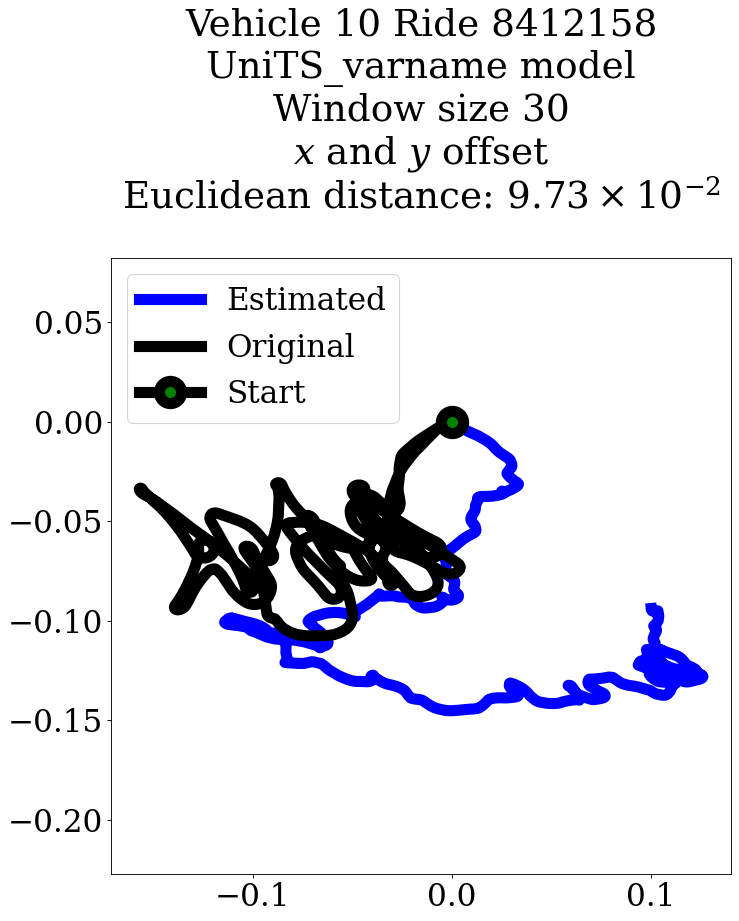 Vehicle 10 Ride 8412158
UniTS_varname model
Window size 30
x and y offset
Euclidean distance: 9.73 × 10⁻²
Estimated
Original
Start
0.05
0.00
−0.05
−0.10
−0.15
−0.20
−0.1
0.0
0.1